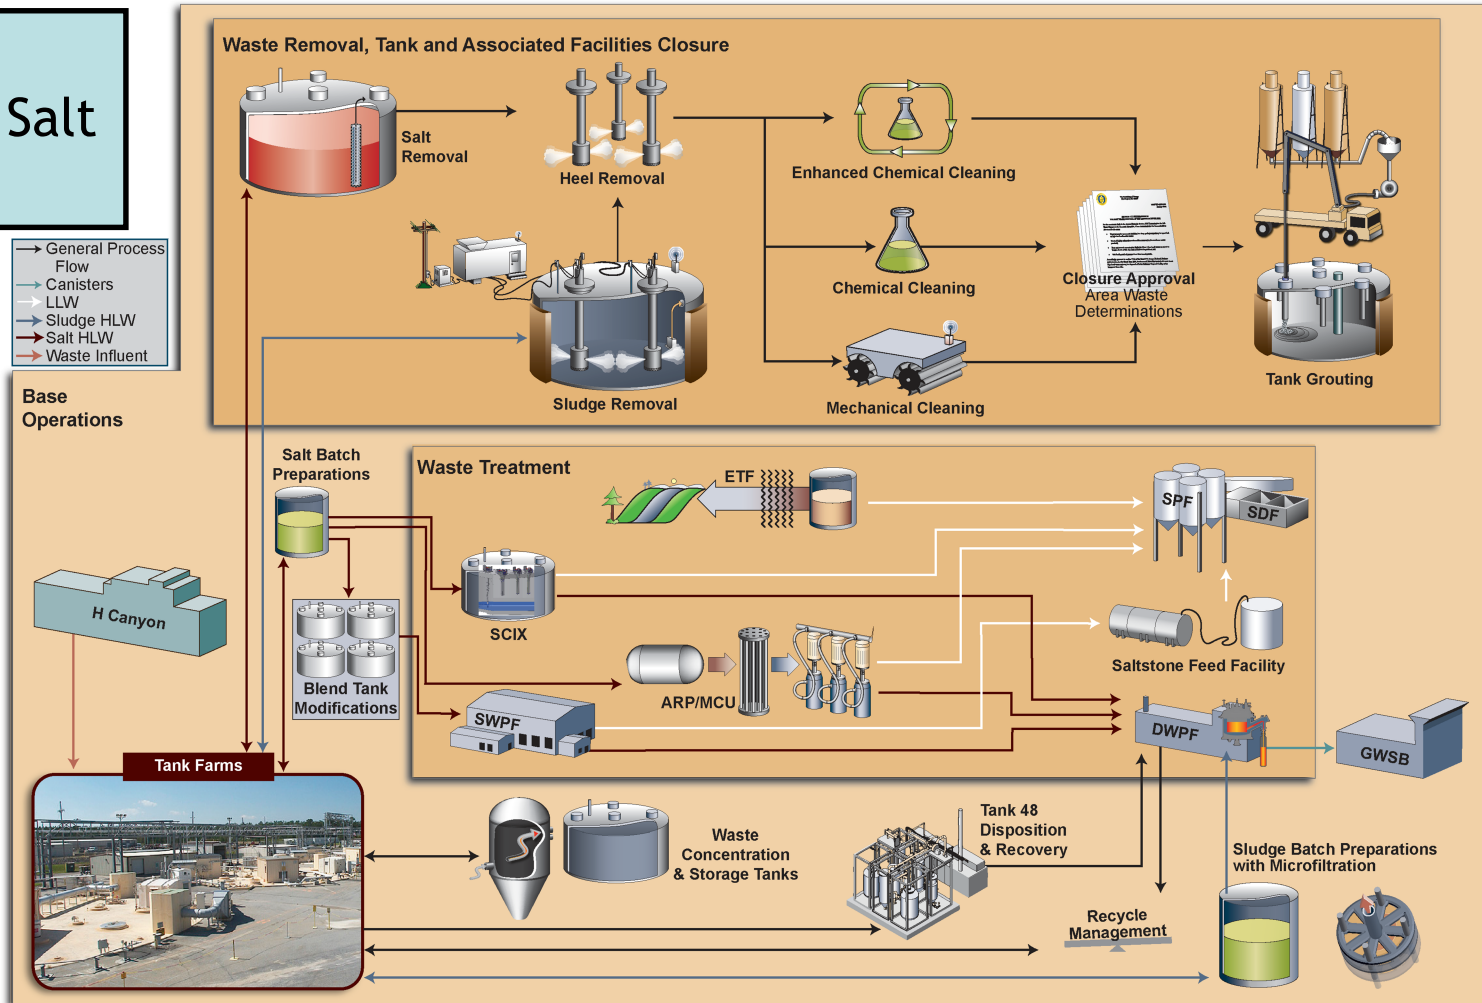 Salt
General Process
Flow
Canisters
LLW
Sludge HLW
Salt HLW
Waste Influent
Waste Removal, Tank and Associated Facilities Closure
Salt
Removal
Heel Removal
Enhanced Chemical Cleaning
Chemical Cleaning
Closure Approval
Area Waste
Determinations
Sludge Removal
Mechanical Cleaning
Tank Grouting
Base
Operations
Salt Batch
Preparations
Waste Treatment
ETF
SPF
SDF
SCIX
H Canyon
Blend Tank
Modifications
ARP/MCU
SWPF
Saltstone Feed Facility
DWPF
GWSB
Tank Farms
Waste
Concentration
& Storage Tanks
Tank 48
Disposition
& Recovery
Recycle
Management
Sludge Batch Preparations
with Microfiltration